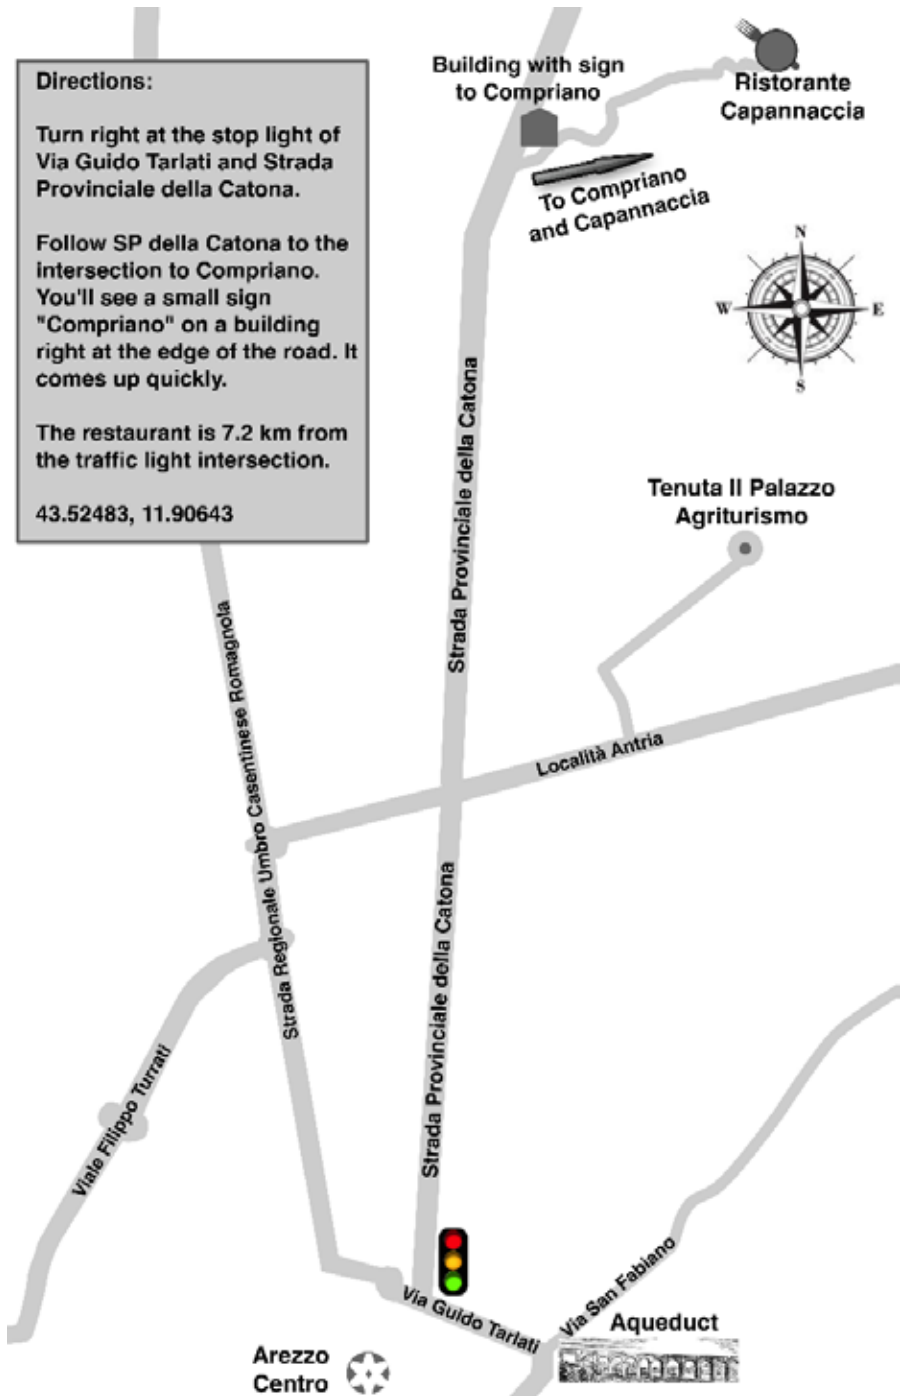 Directions:
Turn right at the stop light of
Via Guido Tarlati and Strada
Provinciale della Catona.
Follow SP della Catona to the
intersection to Compriano.
You'll see a small sign
"Compriano" on a building
right at the edge of the road. It
comes up quickly.
The restaurant is 7.2 km from
the traffic light intersection.
43.52483, 11.90643
Building with sign
to Compriano
Ristorante
Capannaccia
To Compriano
and Capannaccia
N
W
E
S
Strada Provinciale della Catona
Tenuta Il Palazzo
Agriturismo
Strada Regionale Umbro Casentinese Romagnola
Località Antria
Strada Provinciale della Catona
Viale Filippo Turrati
Via Guido Tarlati
Via San Fabiano
Aqueduct
Arezzo
Centro